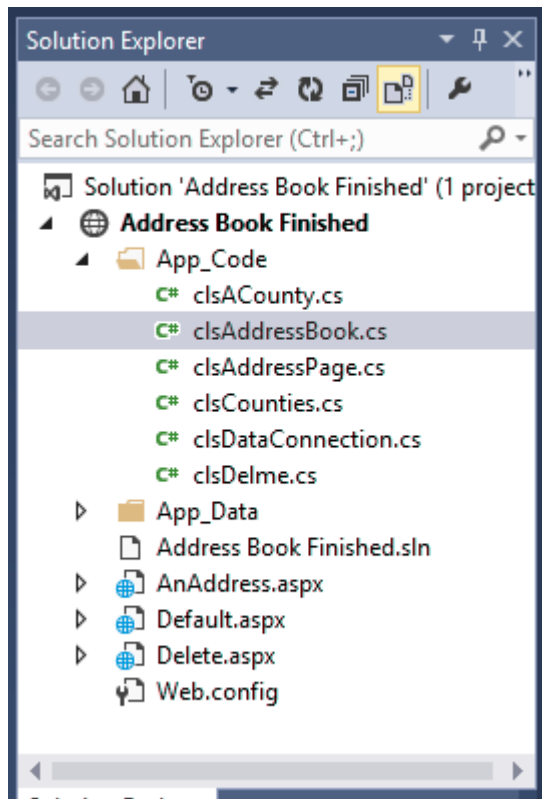 Solution Explorer
Search Solution Explorer (Ctrl+;)
Solution 'Address Book Finished' (1 project
Address Book Finished
App_Code
C# clsACounty.cs
C# clsAddressBook.cs
C# clsAddressPage.cs
C# clsCounties.cs
C# clsDataConnection.cs
C# clsDelme.cs
App_Data
Address Book Finished.sln
AnAddress.aspx
Default.aspx
Delete.aspx
Web.config